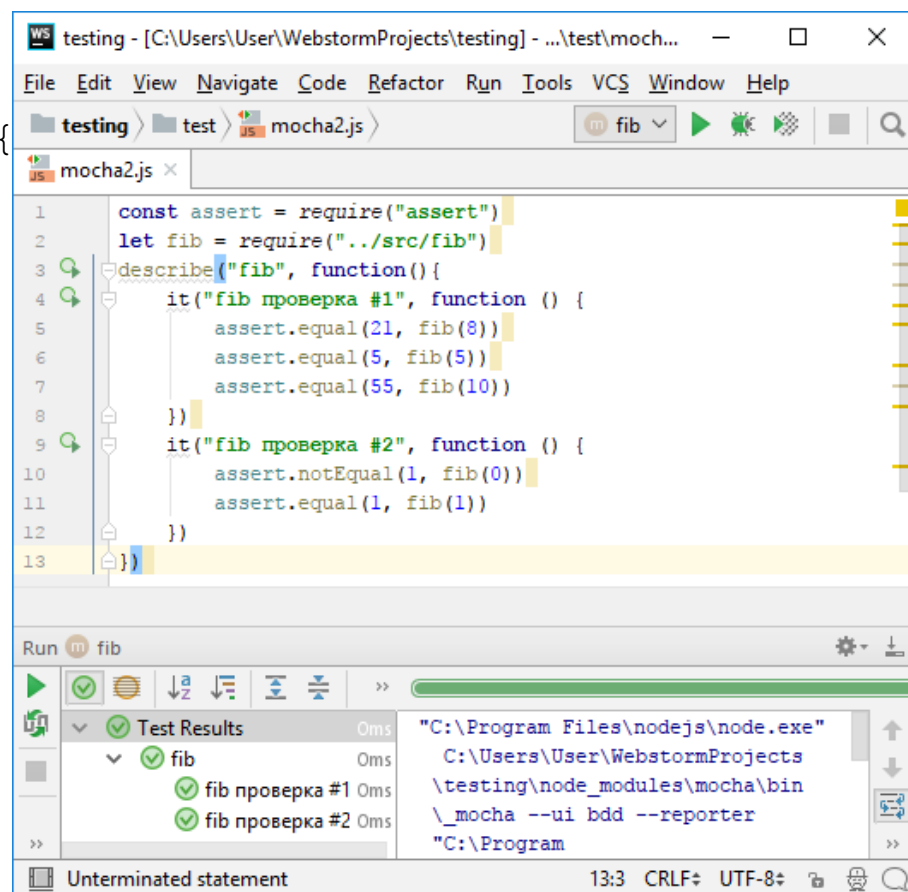 WS testing - [C:\Users\User\WebstormProjects\testing] - ...\test\moch...
File Edit View Navigate Code Refactor Run Tools VCS Window Help
{
testing test JS mocha2.js m fib
JS mocha2.js
1 const assert = require("assert")
2 let fib = require("../src/fib")
3 describe("fib", function(){
4 it("fib проверка #1", function () {
5 assert.equal(21, fib(8))
6 assert.equal(5, fib(5))
7 assert.equal(55, fib(10))
8 })
9 it("fib проверка #2", function () {
10 assert.notEqual(1, fib(0))
11 assert.equal(1, fib(1))
12 })
13 })
Run m fib
Test Results 0ms
fib 0ms
fib проверка #1 0ms
fib проверка #2 0ms
"C:\Program Files\nodejs\node.exe"
C:\Users\User\WebstormProjects
\testing\node_modules\mocha\bin
\_mocha --ui bdd --reporter
"C:\Program
Unterminated statement 13:3 CRLF UTF-8